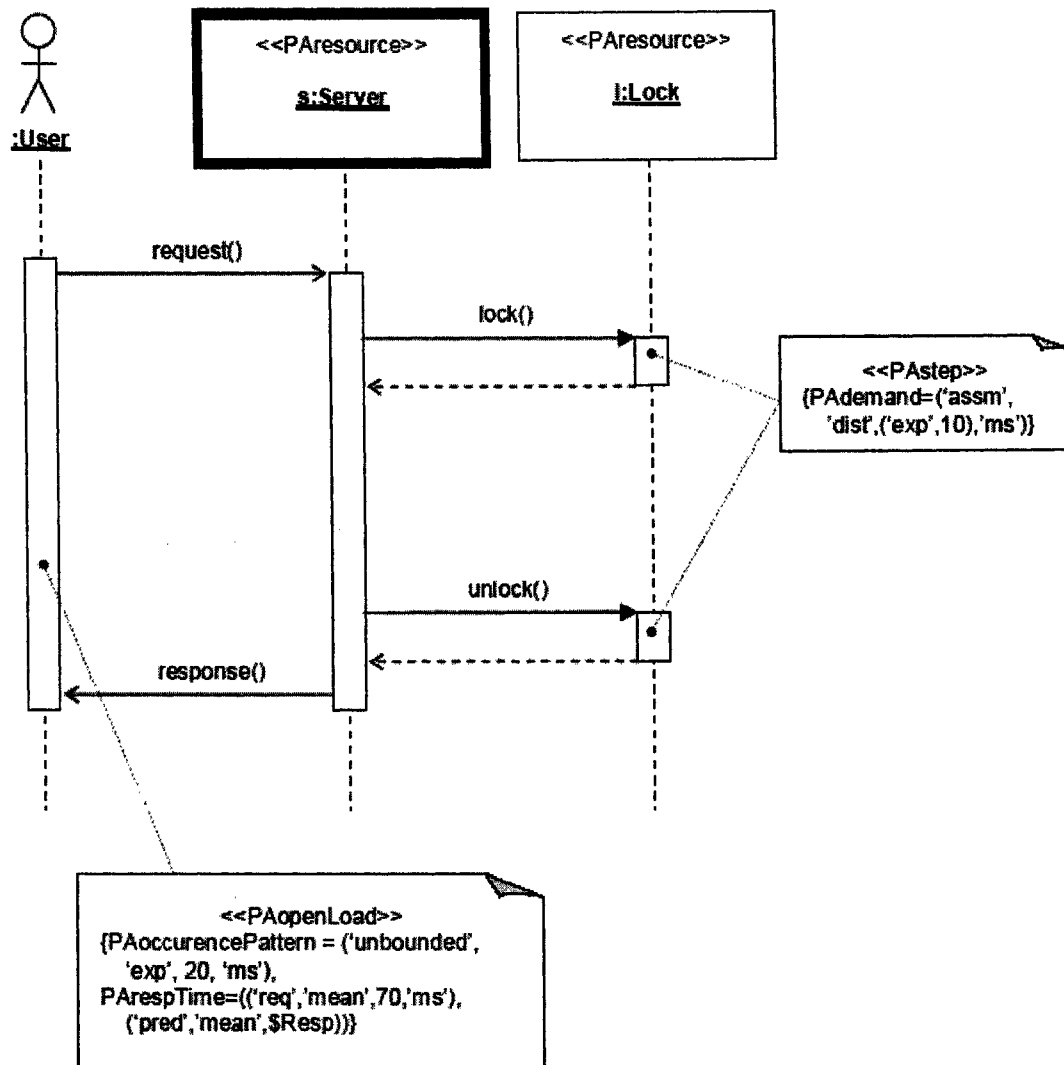 <<PAresource>>
s:Server
<<PAresource>>
l:Lock
:User
request()
lock()
<<PAstep>>
{PAdemand=('assm',
'dist',('exp',10),'ms')}
unlock()
response()
<<PAopenLoad>>
{PAoccurencePattern = ('unbounded',
'exp', 20, 'ms'),
PArespTime=(('req','mean',70,'ms'),
('pred','mean',$Resp))}